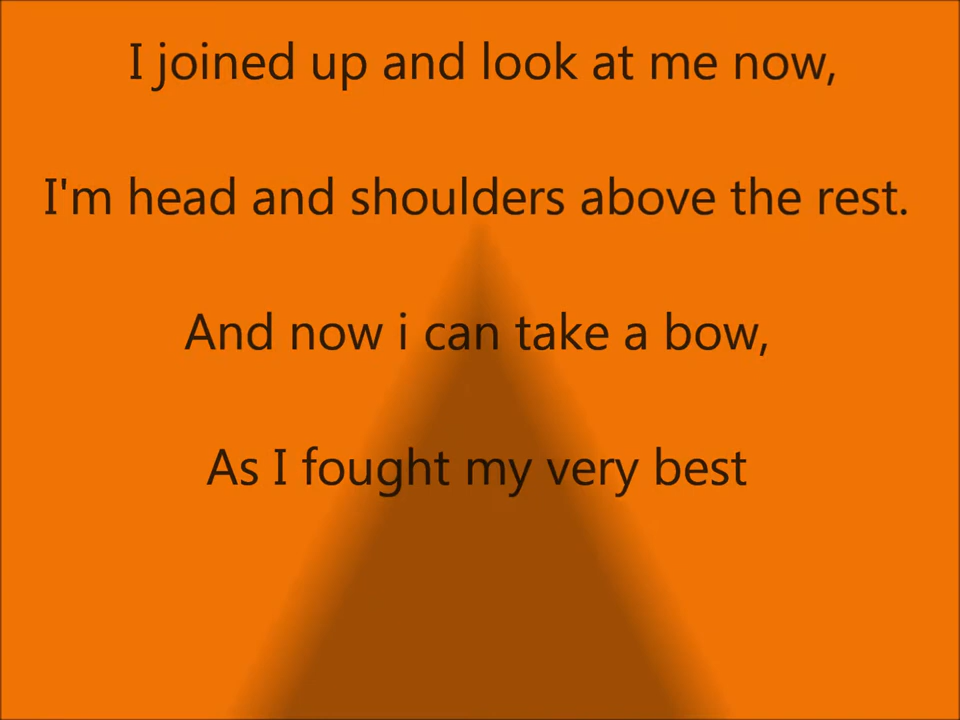 I joined up and look at me now,
I'm head and shoulders above the rest.
And now i can take a bow,
As I fought my very best